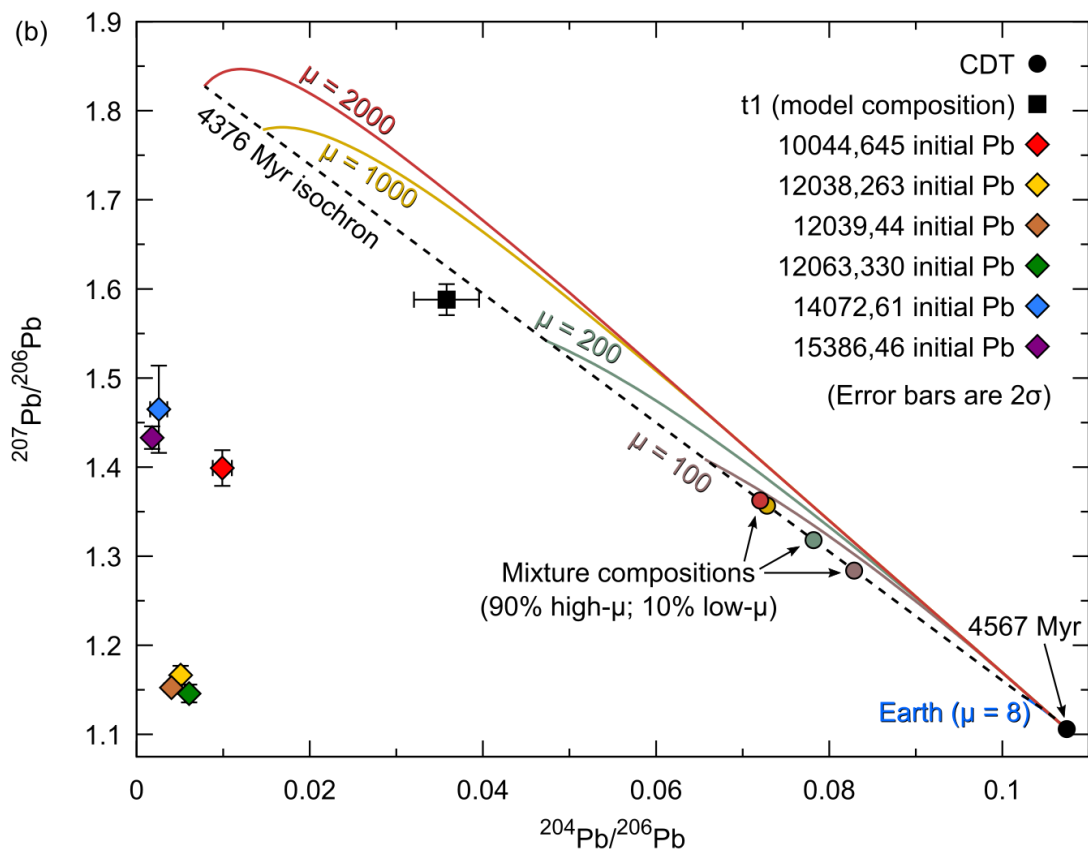 (b)
1.9
1.8
1.7
1.6
1.5
1.4
1.3
1.2
1.1
²⁰⁷Pb/²⁰⁶Pb
0
0.02
0.04
0.06
0.08
0.1
²⁰⁴Pb/²⁰⁶Pb
μ = 2000
μ = 1000
4376 Myr isochron
μ = 200
μ = 100
Mixture compositions
(90% high-μ; 10% low-μ)
4567 Myr
Earth (μ = 8)
CDT
t1 (model composition)
10044,645 initial Pb
12038,263 initial Pb
12039,44 initial Pb
12063,330 initial Pb
14072,61 initial Pb
15386,46 initial Pb
(Error bars are 2σ)